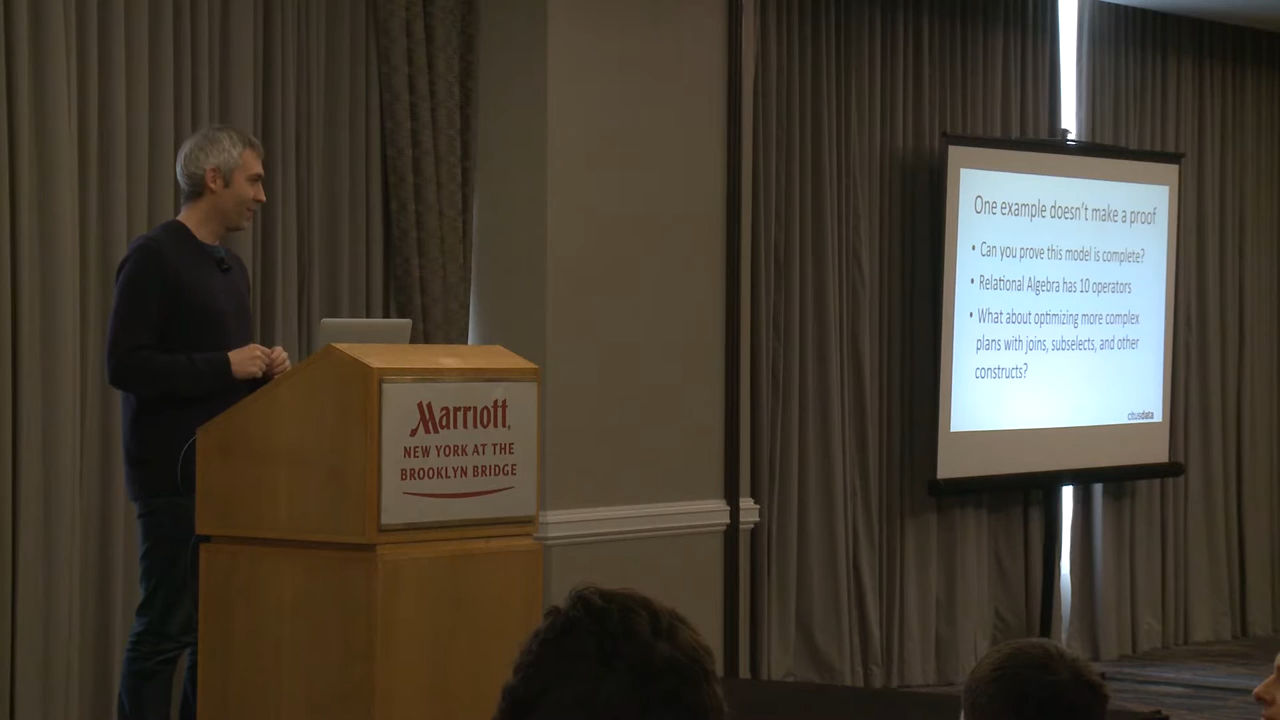 Marriott
NEW YORK AT THE
BROOKLYN BRIDGE
One example doesn't make a proof
• Can you prove this model is complete?
• Relational Algebra has 10 operators
• What about optimizing more complex
plans with joins, subselects, and other
constructs?
citusdata